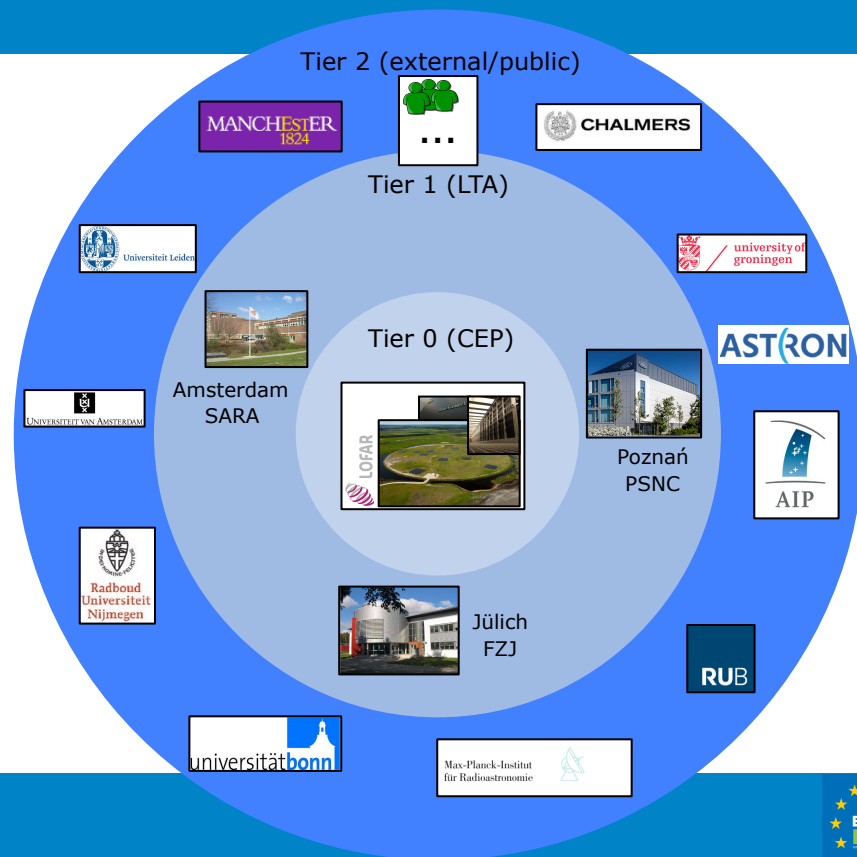 Tier 2 (external/public)
MANCHESTER
1824
...
CHALMERS
Tier 1 (LTA)
Universiteit Leiden
university of
groningen
Tier 0 (CEP)
ASTRON
Amsterdam
SARA
LOFAR
UNIVERSITEIT VAN AMSTERDAM
Poznań
PSNC
AIP
Radboud
Universiteit
Nijmegen
Jülich
FZJ
RUB
universitätbonn
Max-Planck-Institut
für Radioastronomie